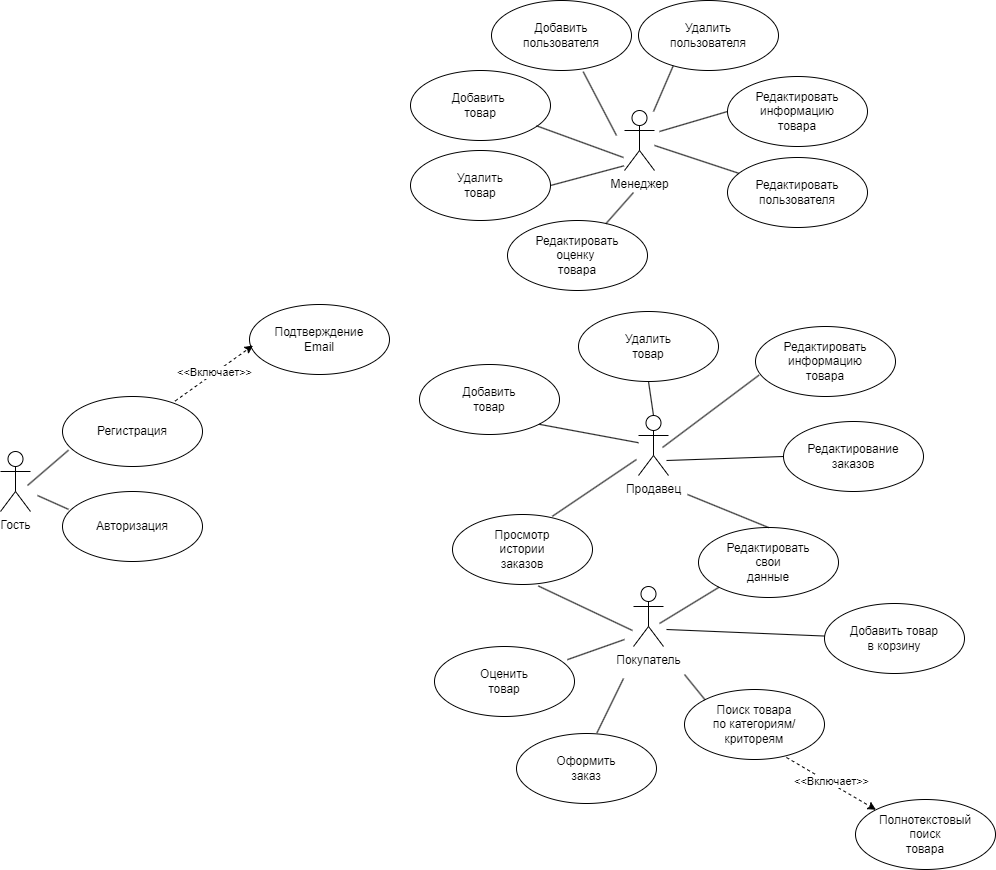 Добавить
пользователя
Удалить
пользователя
Добавить
товар
Редактировать
информацию
товара
Удалить
товар
Менеджер
Редактировать
пользователя
Редактировать
оценку
товара
Подтверждение
Email
<<Включает>>
Регистрация
Гость
Авторизация
Удалить
товар
Редактировать
информацию
товара
Добавить
товар
Редактирование
заказов
Продавец
Просмотр
истории
заказов
Редактировать
свои
данные
Добавить товар
в корзину
Покупатель
Оценить
товар
Поиск товара
по категориям/
критореям
Оформить
заказ
<<Включает>>
Полнотекстовый
поиск
товара